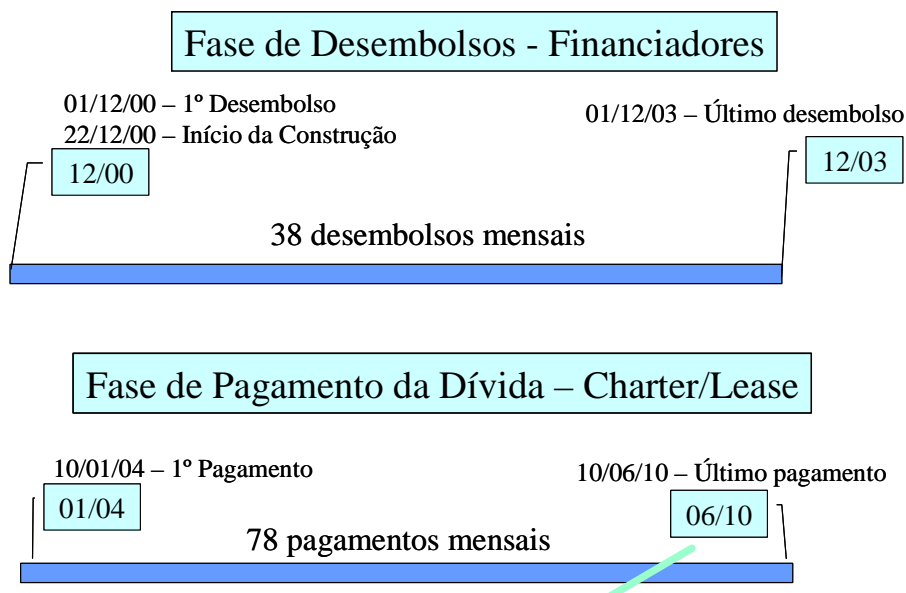 Fase de Desembolsos - Financiadores
01/12/00 – 1º Desembolso
22/12/00 – Início da Construção
01/12/03 – Último desembolso
12/00
12/03
38 desembolsos mensais
Fase de Pagamento da Dívida – Charter/Lease
10/01/04 – 1º Pagamento
10/06/10 – Último pagamento
01/04
06/10
78 pagamentos mensais